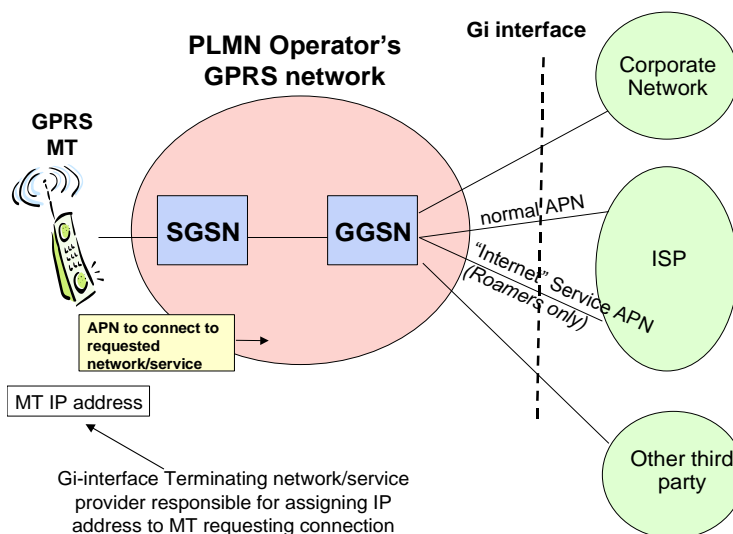 PLMN Operator's
GPRS network
Gi interface
Corporate
Network
GPRS
MT
SGSN
GGSN
normal APN
"Internet" Service APN
(Roamers only)
ISP
APN to connect to
requested
network/service
MT IP address
Gi-interface Terminating network/service
provider responsible for assigning IP
address to MT requesting connection
Other third
party